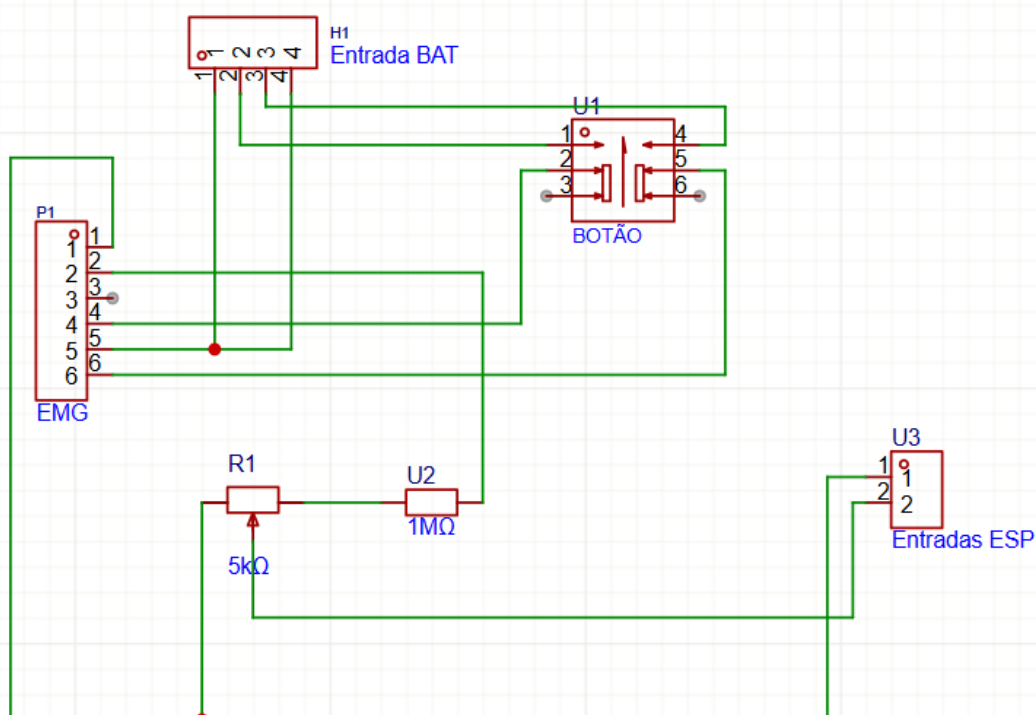 H1
Entrada BAT
1 2 3 4
1 2 3 4
U1
1 4
2 5
3 6
BOTÃO
P1
1 1
2 2
3 3
4 4
5 5
6 6
EMG
R1
5kΩ
U2
1MΩ
U3
1 1
2 2
Entradas ESP